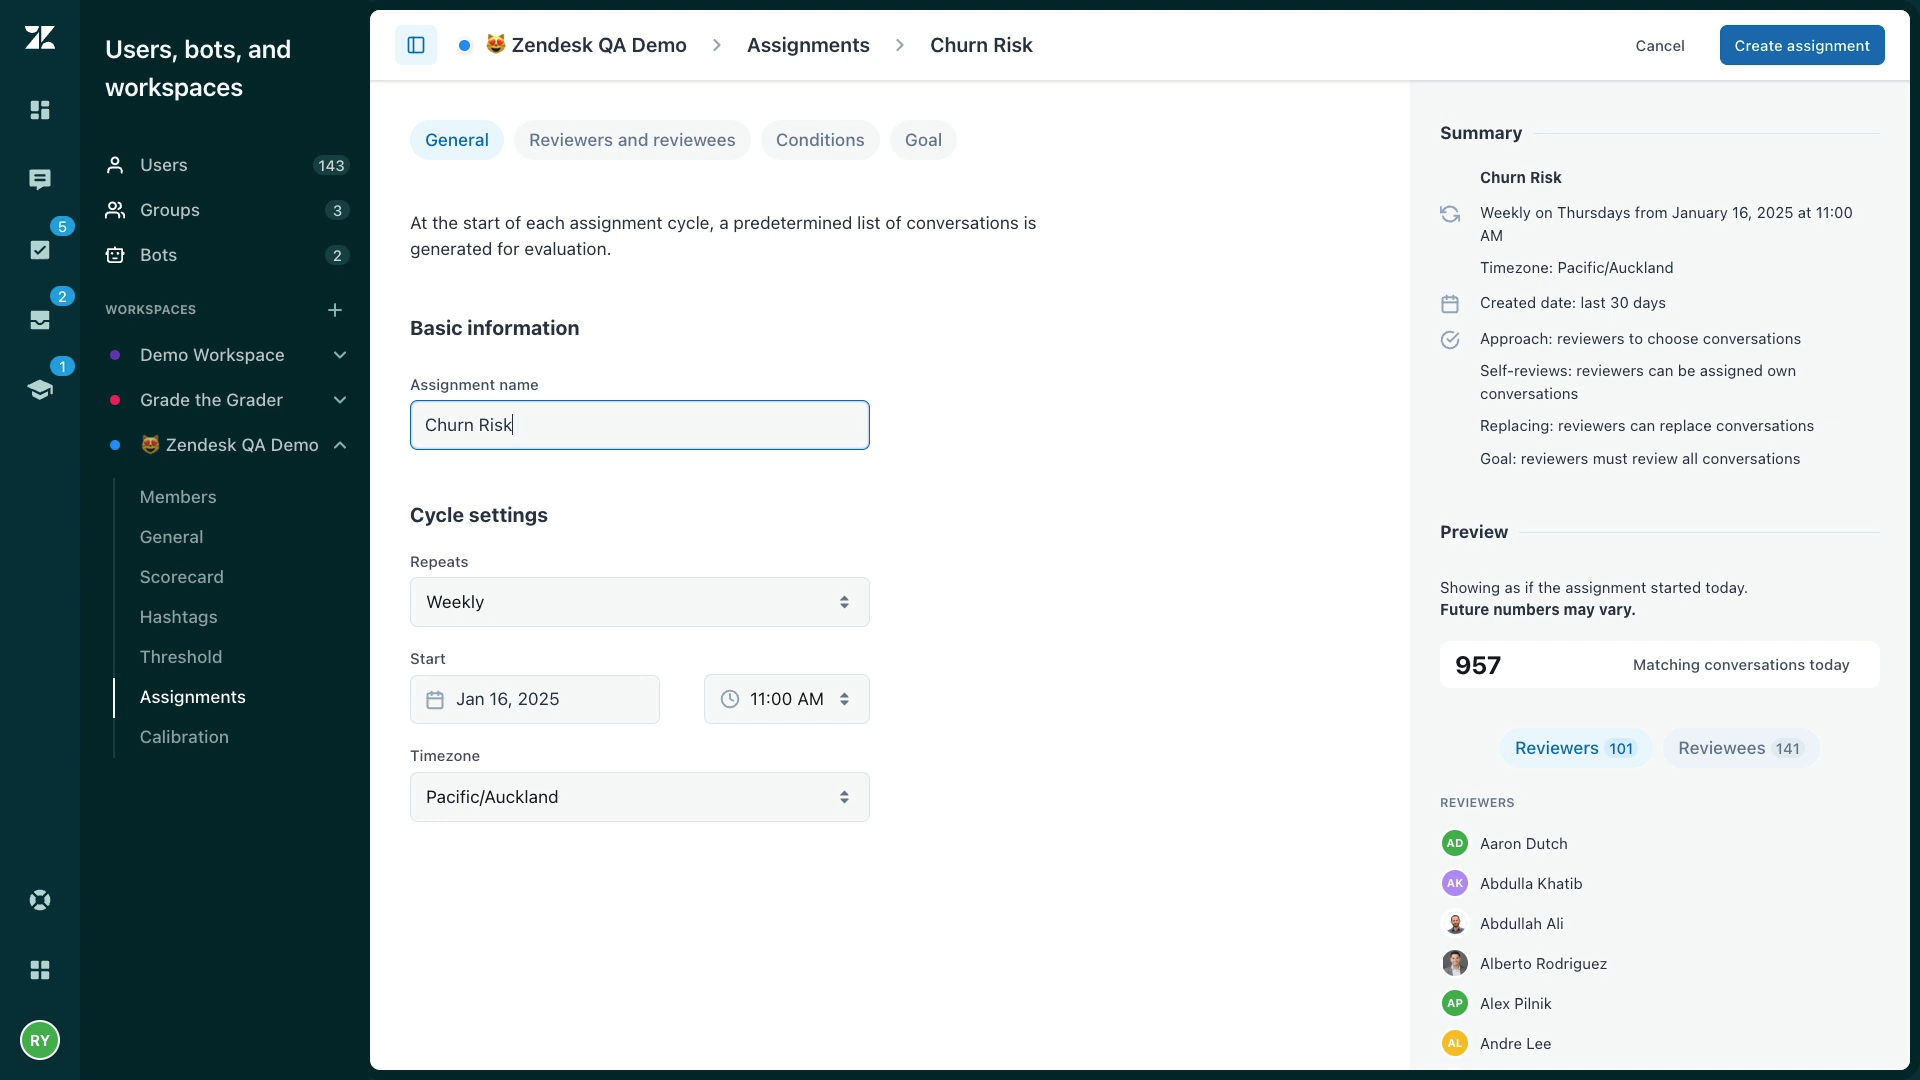 Users, bots, and
workspaces
Users 143
Groups 3
Bots 2
WORKSPACES
Demo Workspace
Grade the Grader
Zendesk QA Demo
Members
General
Scorecard
Hashtags
Threshold
Assignments
Calibration
5
2
1
RY
Zendesk QA Demo > Assignments > Churn Risk
Cancel
Create assignment
General
Reviewers and reviewees
Conditions
Goal
At the start of each assignment cycle, a predetermined list of conversations is
generated for evaluation.
Basic information
Assignment name
Churn Risk
Cycle settings
Repeats
Weekly
Start
Jan 16, 2025
11:00 AM
Timezone
Pacific/Auckland
Summary
Churn Risk
Weekly on Thursdays from January 16, 2025 at 11:00
AM
Timezone: Pacific/Auckland
Created date: last 30 days
Approach: reviewers to choose conversations
Self-reviews: reviewers can be assigned own
conversations
Replacing: reviewers can replace conversations
Goal: reviewers must review all conversations
Preview
Showing as if the assignment started today.
Future numbers may vary.
957 Matching conversations today
Reviewers 101
Reviewees 141
REVIEWERS
AD Aaron Dutch
AK Abdulla Khatib
Abdullah Ali
Alberto Rodriguez
AP Alex Pilnik
AL Andre Lee